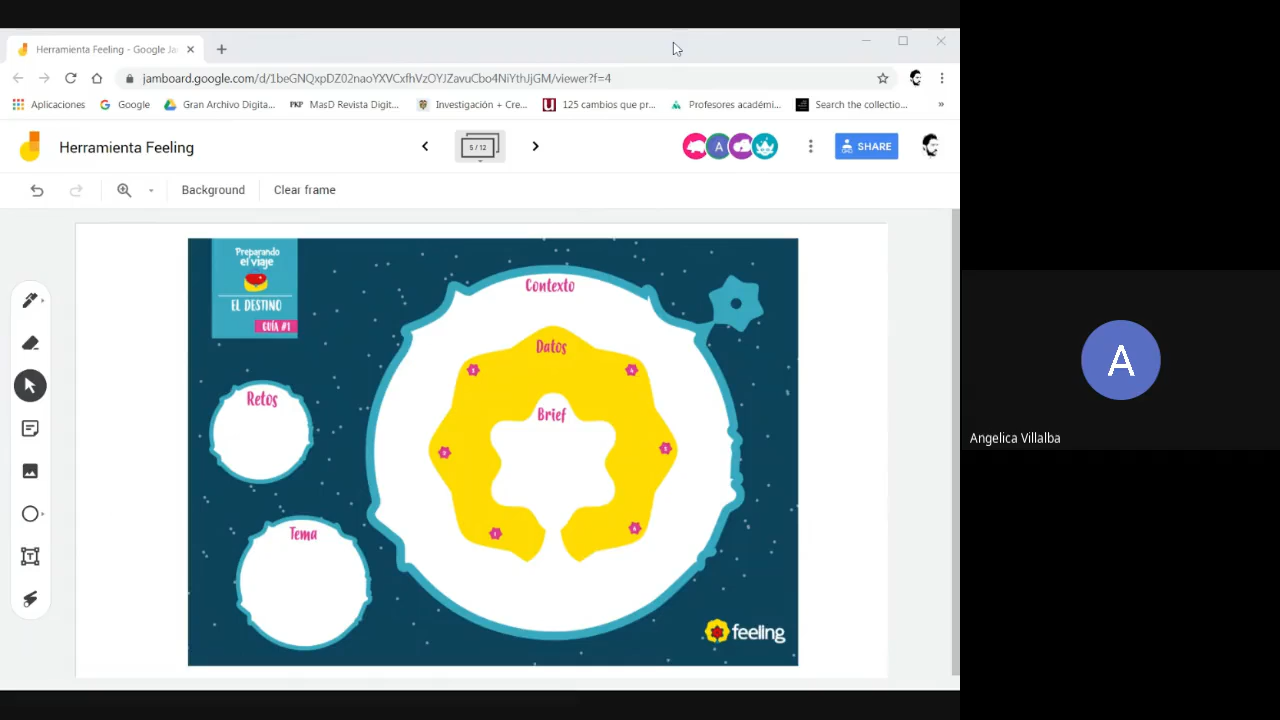 Herramienta Feeling - Google Ja
jamboard.google.com/d/1beGNQxpDZ02naoYXVCxfhVzOYJZavuCbo4NiYthJjGM/viewer?f=4
Aplicaciones
Google
Gran Archivo Digita...
PKP MasD Revista Digit...
Investigación + Cre...
125 cambios que pr...
Profesores académi...
Search the collectio...
»
Herramienta Feeling
5 / 12
A
SHARE
Background
Clear frame
Preparando
el viaje
EL DESTINO
GUÍA #1
Contexto
Datos
Brief
Retos
Tema
feeling
A
Angelica Villalba